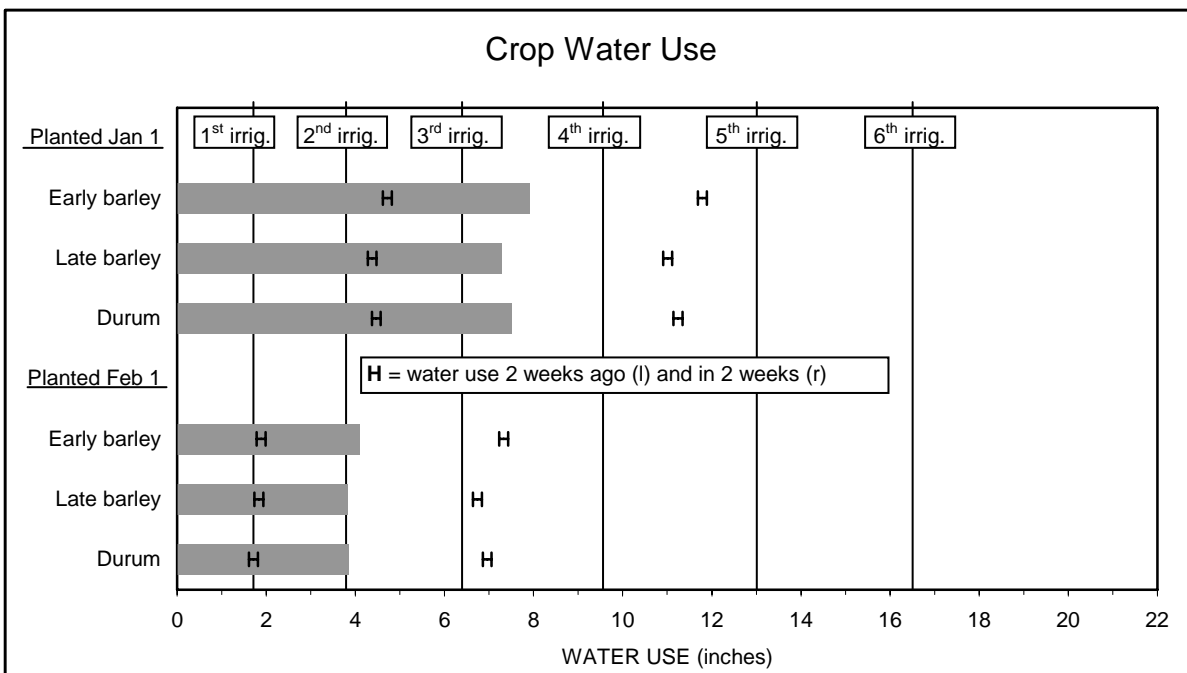 Crop Water Use
Planted Jan 1
1st irrig. 2nd irrig. 3rd irrig. 4th irrig. 5th irrig. 6th irrig.
Early barley H H
Late barley H H
Durum H H
Planted Feb 1
H = water use 2 weeks ago (l) and in 2 weeks (r)
Early barley H H
Late barley H H
Durum H H
0 2 4 6 8 10 12 14 16 18 20 22
WATER USE (inches)